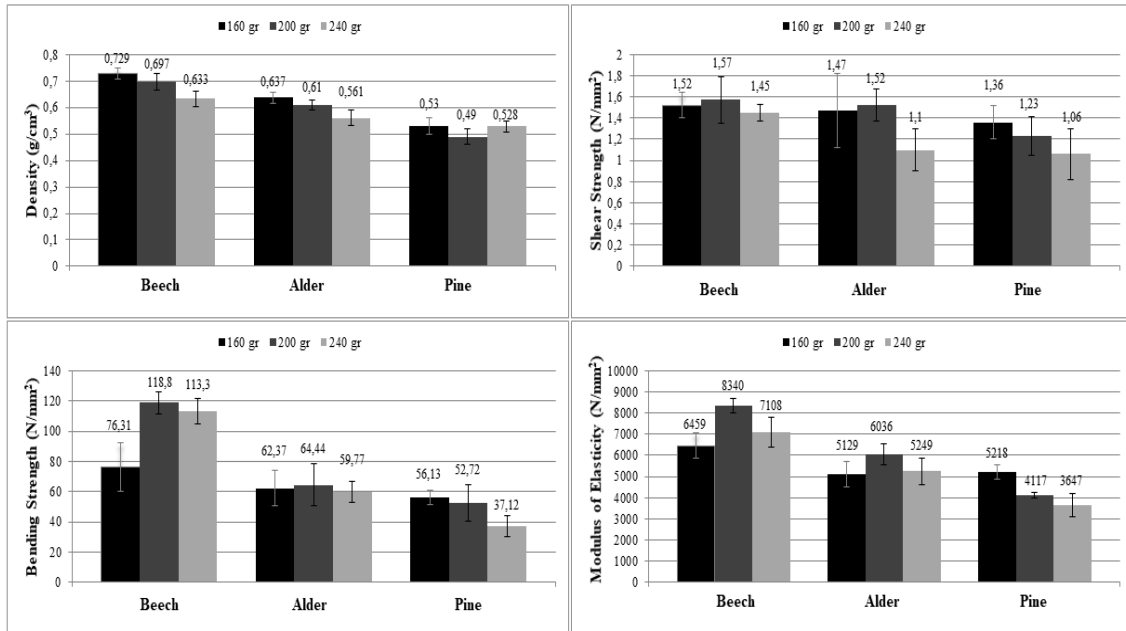 160 gr 200 gr 240 gr
Density (g/cm³)
0,8
0,7
0,6
0,5
0,4
0,3
0,2
0,1
0
0,729 0,697 0,633
0,637 0,61 0,561
0,53 0,49 0,528
Beech Alder Pine
160 gr 200 gr 240 gr
Shear Strength (N/mm²)
2
1,8
1,6
1,4
1,2
1
0,8
0,6
0,4
0,2
0
1,52 1,57 1,45
1,47 1,52 1,1
1,36 1,23 1,06
Beech Alder Pine
160 gr 200 gr 240 gr
Bending Strength (N/mm²)
140
120
100
80
60
40
20
0
76,31 118,8 113,3
62,37 64,44 59,77
56,13 52,72 37,12
Beech Alder Pine
160 gr 200 gr 240 gr
Modulus of Elasticity (N/mm²)
10000
9000
8000
7000
6000
5000
4000
3000
2000
1000
0
6459 8340 7108
5129 6036 5249
5218 4117 3647
Beech Alder Pine